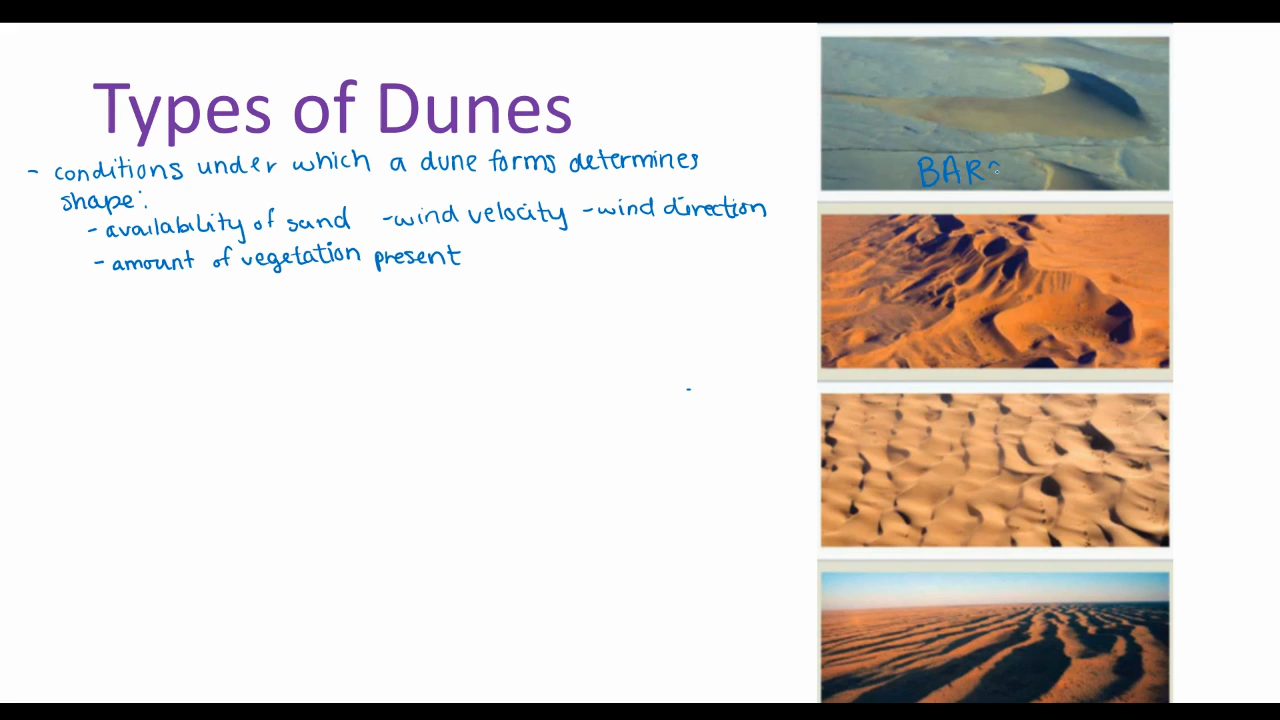 Types of Dunes
- conditions under which a dune forms determines
shape:
- availability of sand - wind velocity - wind direction
- amount of vegetation present
BAR